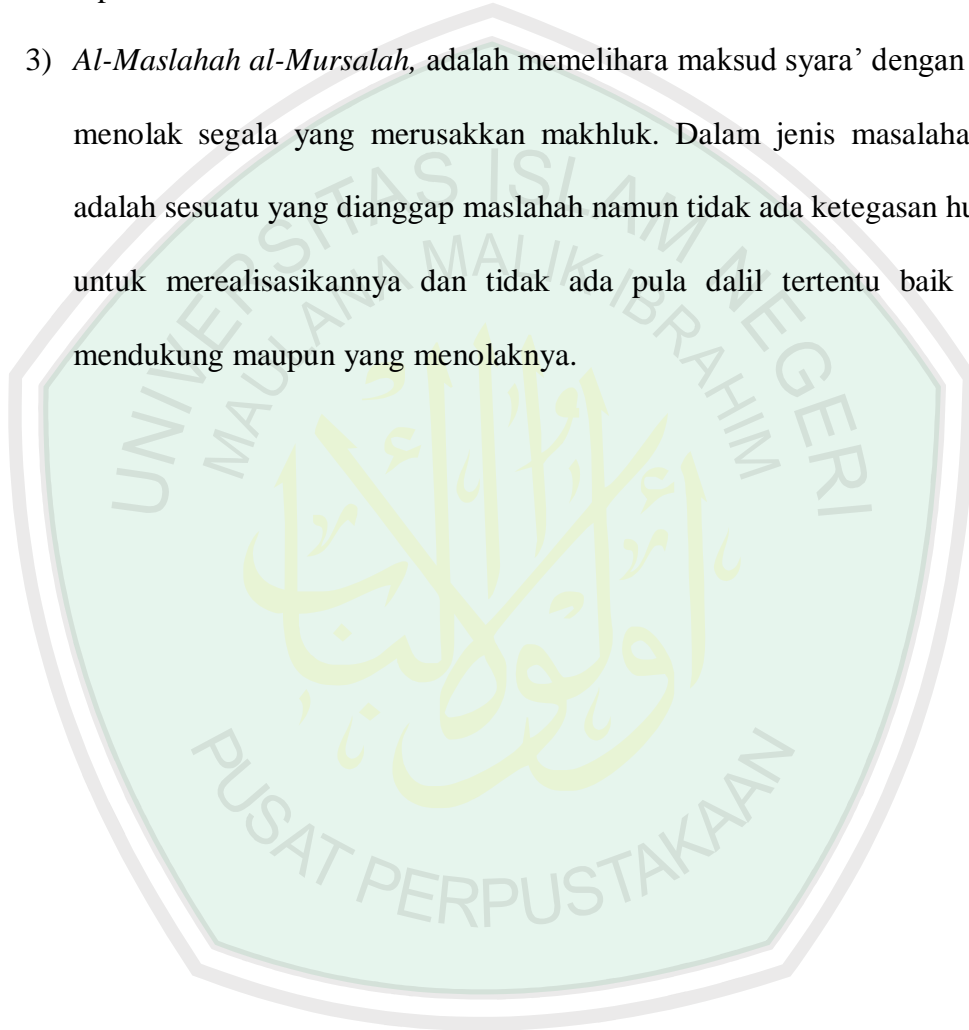 3) Al-Maslahah al-Mursalah, adalah memelihara maksud syara’ dengan
menolak segala yang merusakkan makhluk. Dalam jenis masalaha
adalah sesuatu yang dianggap maslahah namun tidak ada ketegasan hu
untuk merealisasikannya dan tidak ada pula dalil tertentu baik
mendukung maupun yang menolaknya.
UNIVERSITAS ISLAM NEGERI
MAULANA MALIK IBRAHIM
PUSAT PERPUSTAKAAN